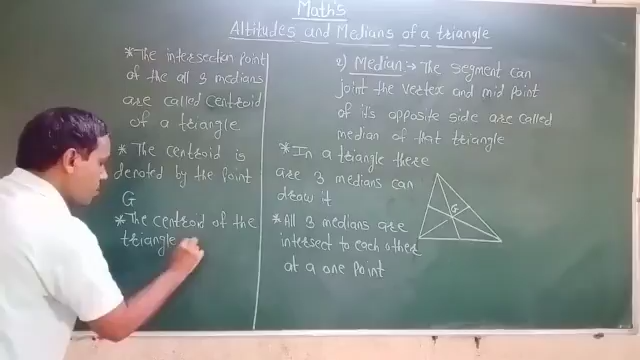 Math's
Altitudes and Medians of a triangle
*The intersection point
of the all 3 medians
are called centroid
of a triangle
*The centroid is
denoted by the point
G
*The centroid of the
triangle
2) Median → The segment can
joint the vertex and mid point
of it's opposite side are called
median of that triangle
*In a triangle there
are 3 medians can
draw it
*All 3 medians are
intersect to each other
at a one point
G